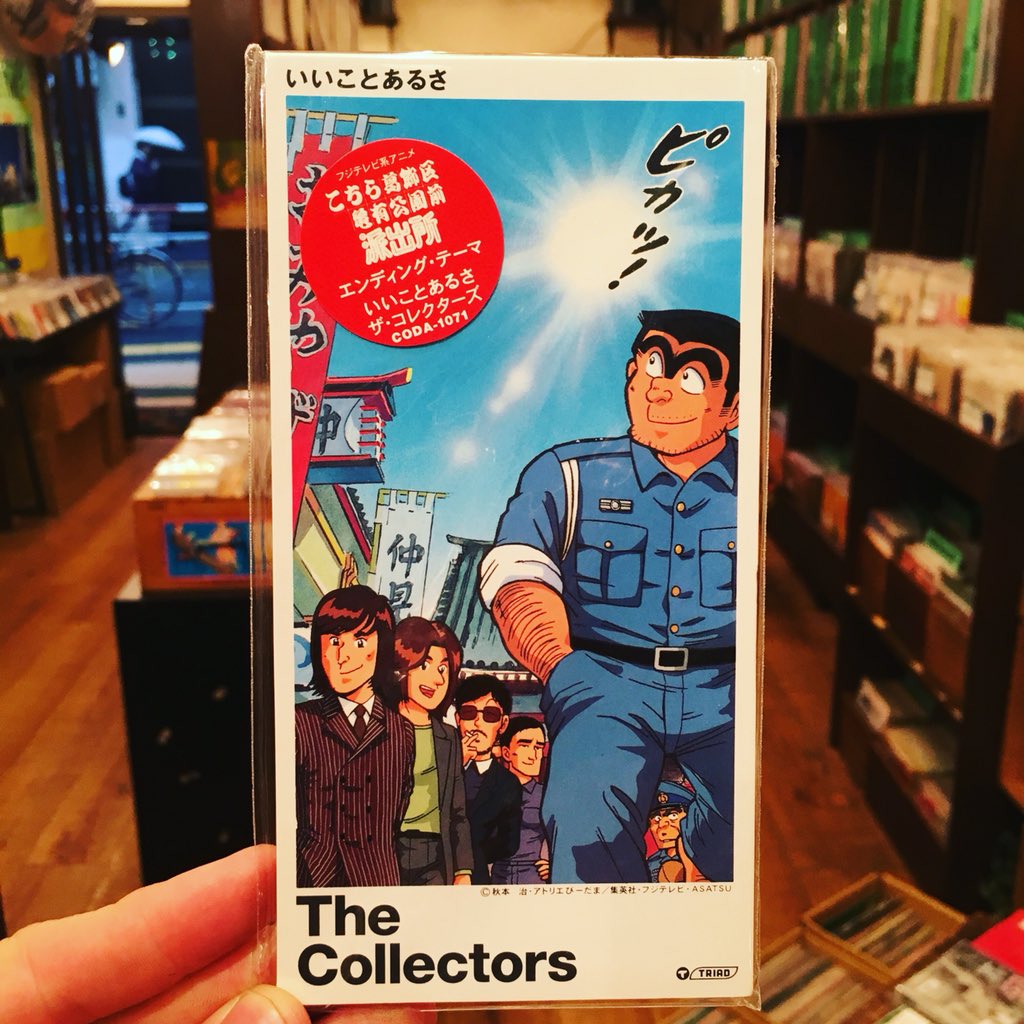 いいことあるさ
フジテレビ系アニメ
こちら葛飾区
亀有公園前
派出所
エンディング・テーマ
いいことあるさ
ザ・コレクターズ
CODA-1071
ピカッ!
仲
仲見
©秋本 治・アトリエびーだま/集英社・フジテレビ・ASATSU
The
Collectors
T TRIAD